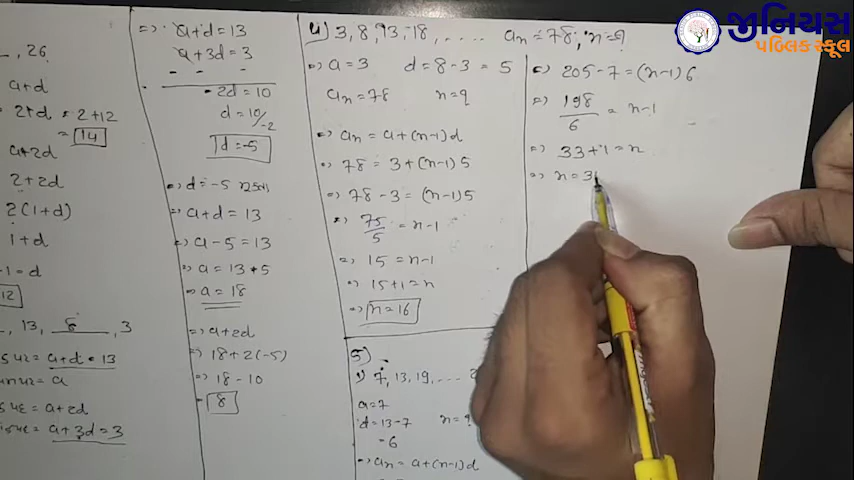 _, 26
a+d
2+d = 2+12
= 14
a+2d
2+2d
2(1+d)
1+d
-1=d
12
_, 13, 8, 3
= a+d=13
= a
= a+2d
= a+3d=3
=> a+d=13
a+3d=3
- - -
-2d=10
d=10/-2
d=-5
=> d=-5
=> a+d=13
=> a-5=13
=> a=13+5
=> a=18
=> a+2d
=> 18+2(-5)
=> 18-10
= 8
4) 3, 8, 13, 18, .... an=78, n=?
=> a=3 d=8-3=5
an=78 n=?
=> an=a+(n-1)d
=> 78=3+(n-1)5
=> 78-3=(n-1)5
=> 75/5=n-1
=> 15=n-1
=> 15+1=n
=> n=16
5)
1) 7, 13, 19, ....
a=7
d=13-7 n=?
=6
=> an=a+(n-1)d
=> 205-7=(n-1)6
=> 198/6=n-1
=> 33+1=n
=> n=3
જીનિયસ
પબ્લિક સ્કૂલ